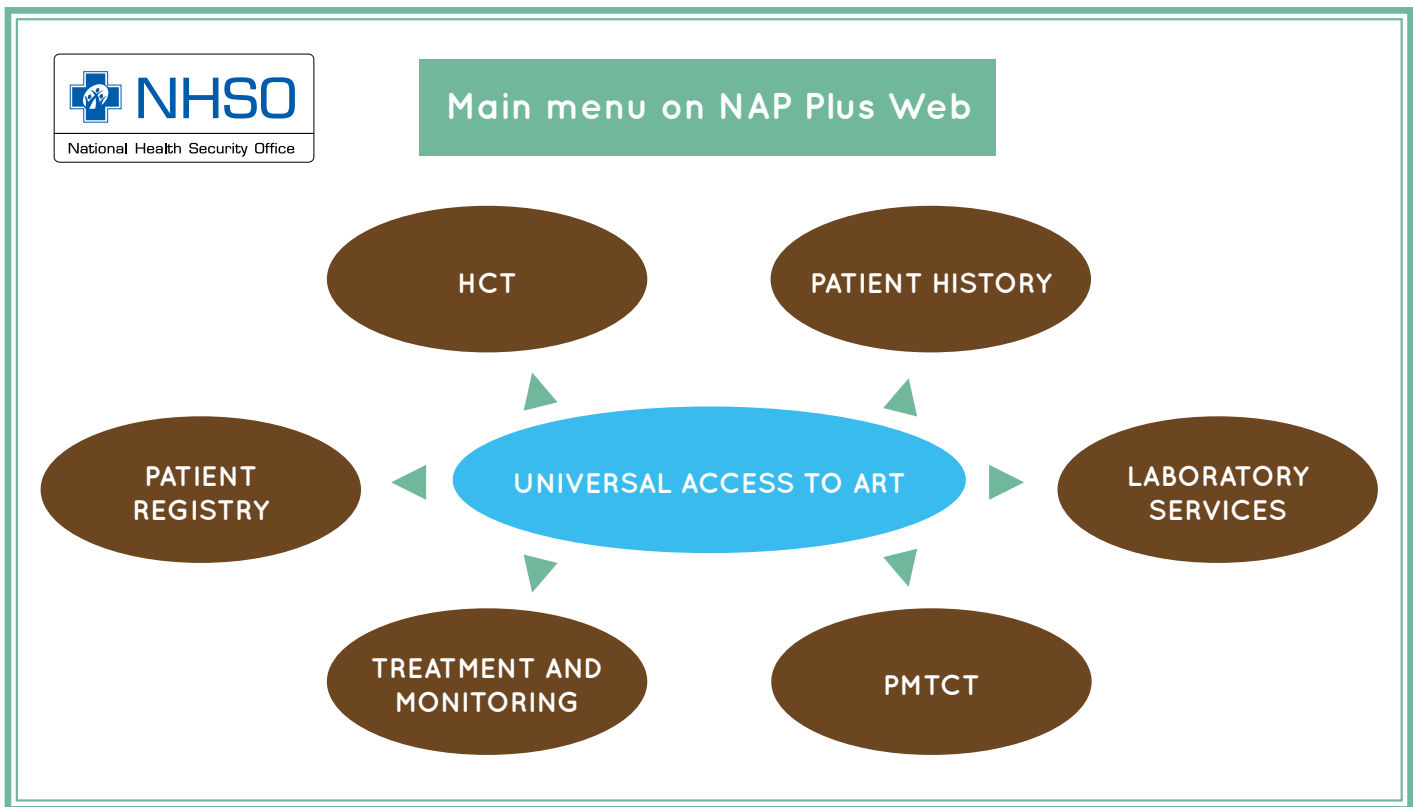 NHSO
National Health Security Office
Main menu on NAP Plus Web
HCT
PATIENT HISTORY
PATIENT
REGISTRY
UNIVERSAL ACCESS TO ART
LABORATORY
SERVICES
TREATMENT AND
MONITORING
PMTCT